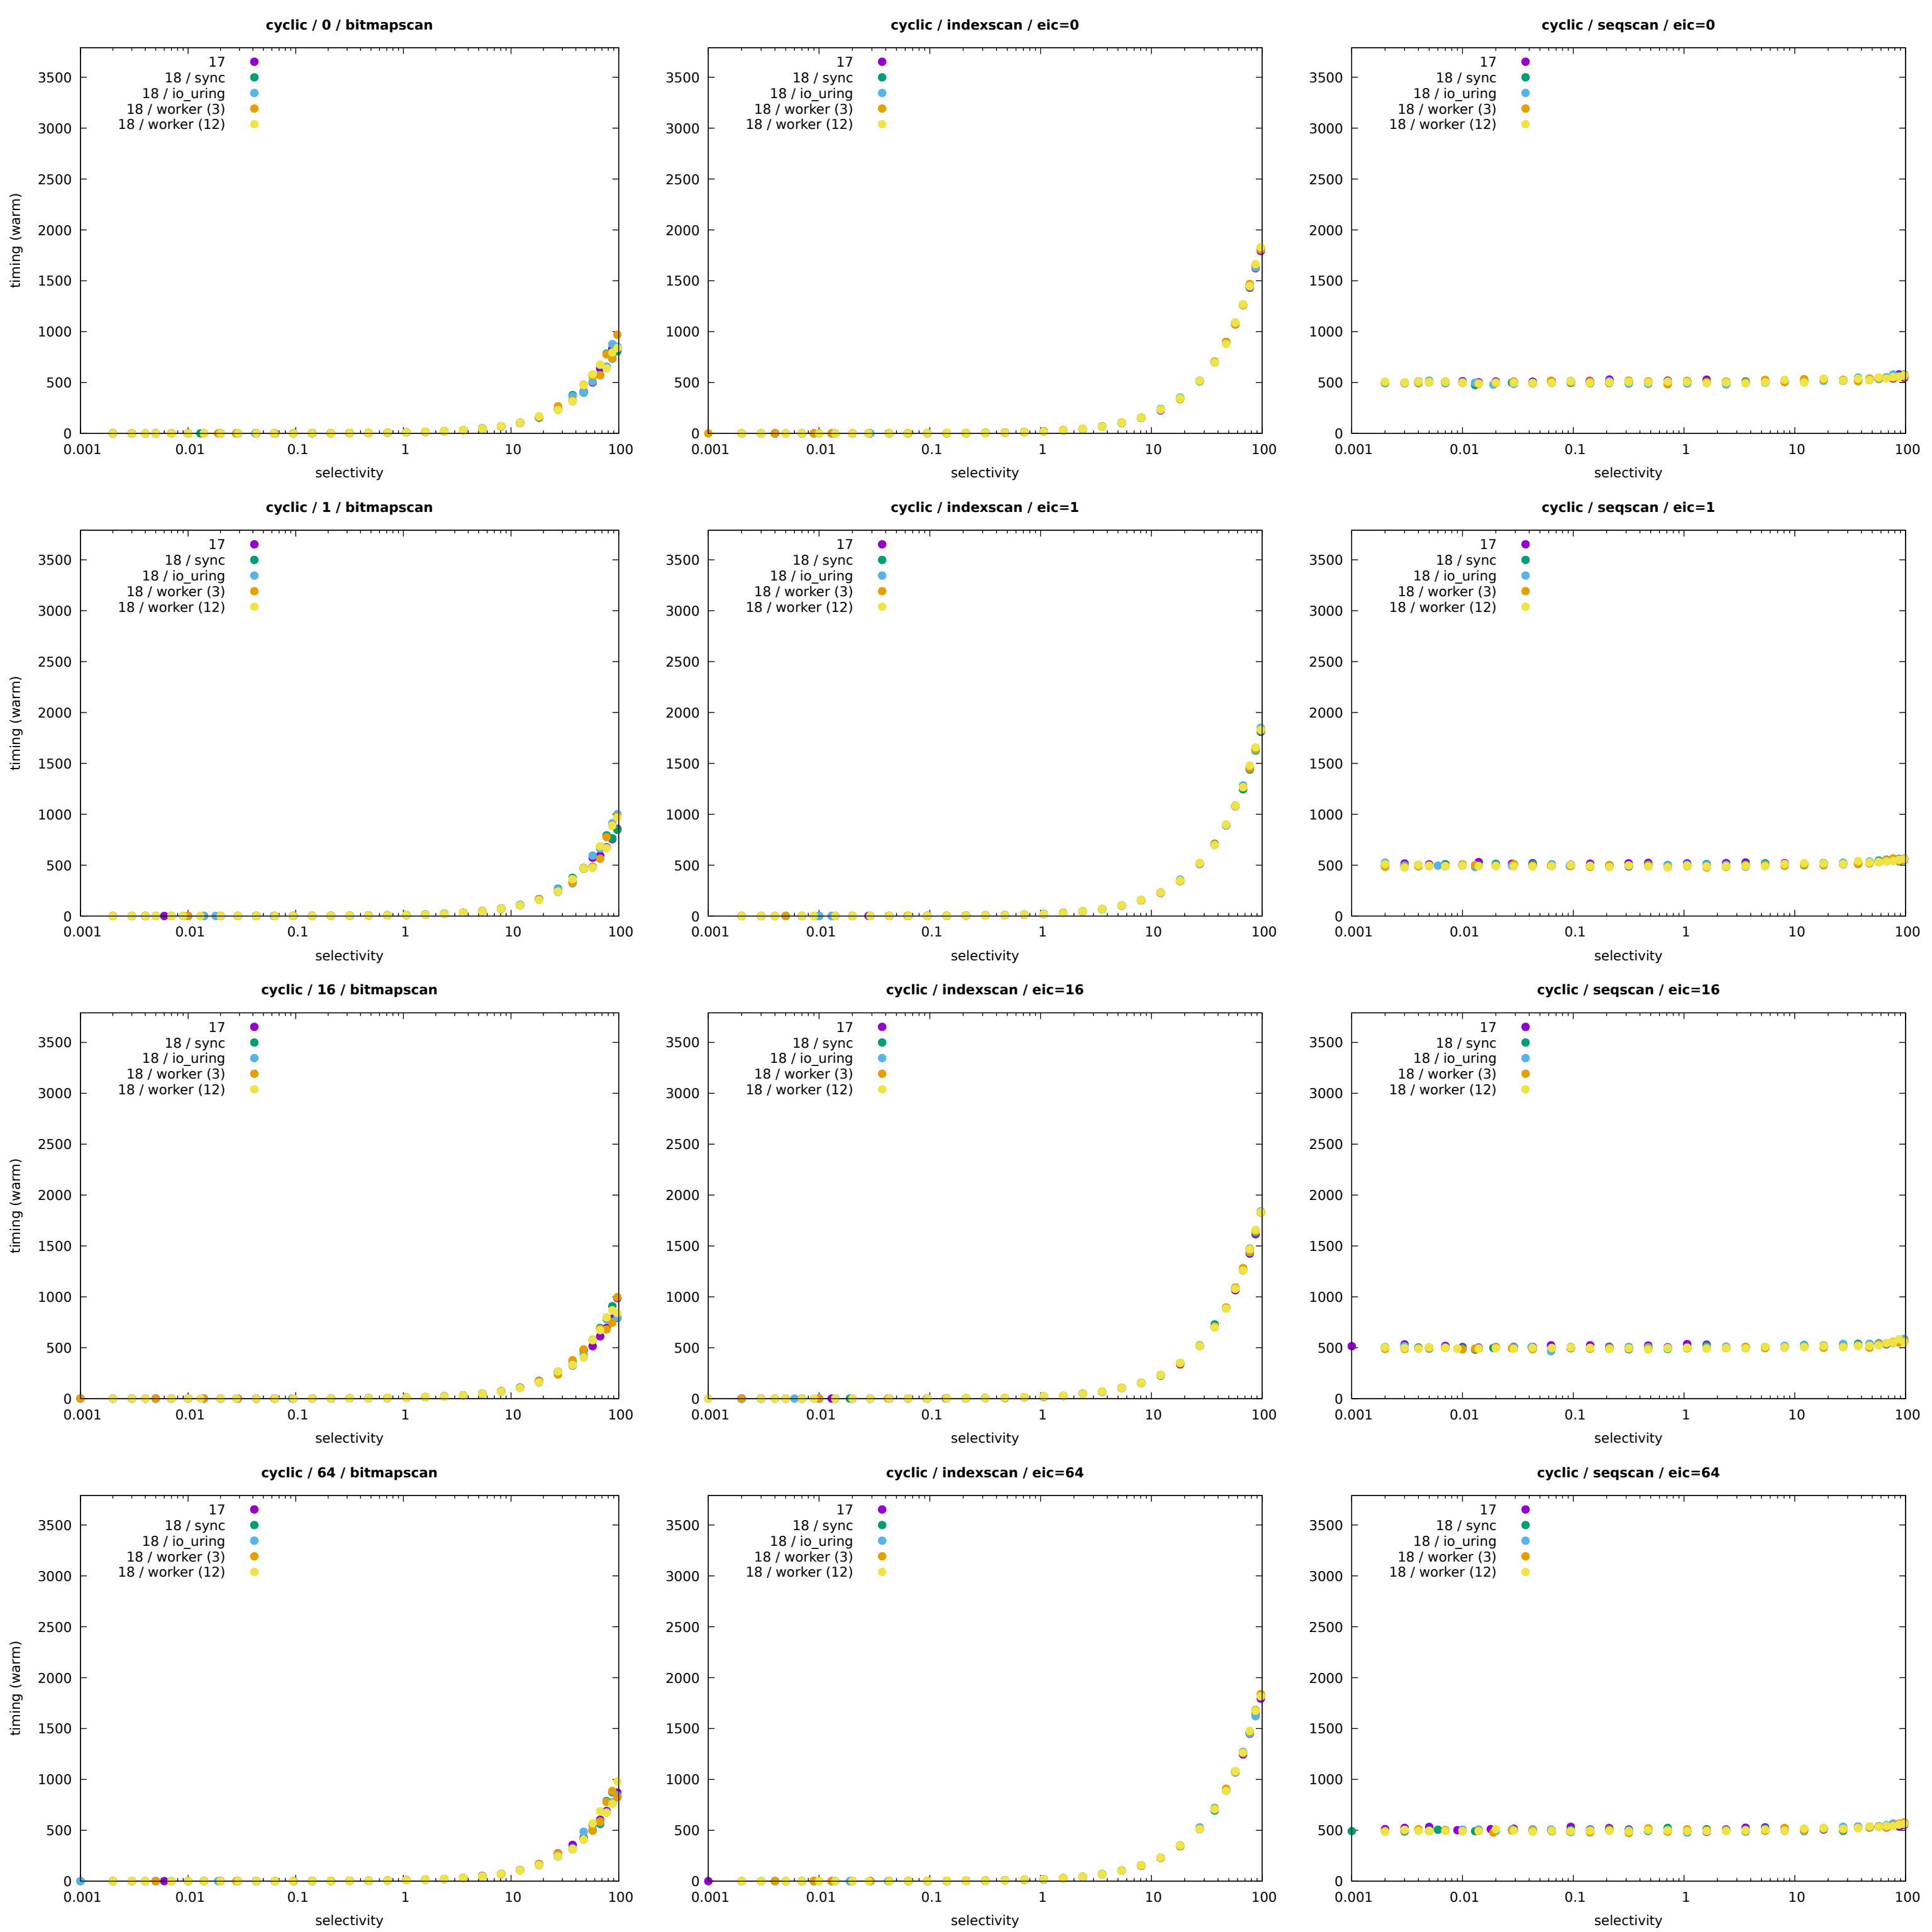 cyclic / 0 / bitmapscan
timing (warm)
3500
3000
2500
2000
1500
1000
500
0
17
18 / sync
18 / io_uring
18 / worker (3)
18 / worker (12)
0.001 0.01 0.1 1 10 100
selectivity
cyclic / indexscan / eic=0
3500
3000
2500
2000
1500
1000
500
0
17
18 / sync
18 / io_uring
18 / worker (3)
18 / worker (12)
0.001 0.01 0.1 1 10 100
selectivity
cyclic / seqscan / eic=0
3500
3000
2500
2000
1500
1000
500
0
17
18 / sync
18 / io_uring
18 / worker (3)
18 / worker (12)
0.001 0.01 0.1 1 10 100
selectivity
cyclic / 1 / bitmapscan
timing (warm)
3500
3000
2500
2000
1500
1000
500
0
17
18 / sync
18 / io_uring
18 / worker (3)
18 / worker (12)
0.001 0.01 0.1 1 10 100
selectivity
cyclic / indexscan / eic=1
3500
3000
2500
2000
1500
1000
500
0
17
18 / sync
18 / io_uring
18 / worker (3)
18 / worker (12)
0.001 0.01 0.1 1 10 100
selectivity
cyclic / seqscan / eic=1
3500
3000
2500
2000
1500
1000
500
0
17
18 / sync
18 / io_uring
18 / worker (3)
18 / worker (12)
0.001 0.01 0.1 1 10 100
selectivity
cyclic / 16 / bitmapscan
timing (warm)
3500
3000
2500
2000
1500
1000
500
0
17
18 / sync
18 / io_uring
18 / worker (3)
18 / worker (12)
0.001 0.01 0.1 1 10 100
selectivity
cyclic / indexscan / eic=16
3500
3000
2500
2000
1500
1000
500
0
17
18 / sync
18 / io_uring
18 / worker (3)
18 / worker (12)
0.001 0.01 0.1 1 10 100
selectivity
cyclic / seqscan / eic=16
3500
3000
2500
2000
1500
1000
500
0
17
18 / sync
18 / io_uring
18 / worker (3)
18 / worker (12)
0.001 0.01 0.1 1 10 100
selectivity
cyclic / 64 / bitmapscan
timing (warm)
3500
3000
2500
2000
1500
1000
500
0
17
18 / sync
18 / io_uring
18 / worker (3)
18 / worker (12)
0.001 0.01 0.1 1 10 100
selectivity
cyclic / indexscan / eic=64
3500
3000
2500
2000
1500
1000
500
0
17
18 / sync
18 / io_uring
18 / worker (3)
18 / worker (12)
0.001 0.01 0.1 1 10 100
selectivity
cyclic / seqscan / eic=64
3500
3000
2500
2000
1500
1000
500
0
17
18 / sync
18 / io_uring
18 / worker (3)
18 / worker (12)
0.001 0.01 0.1 1 10 100
selectivity